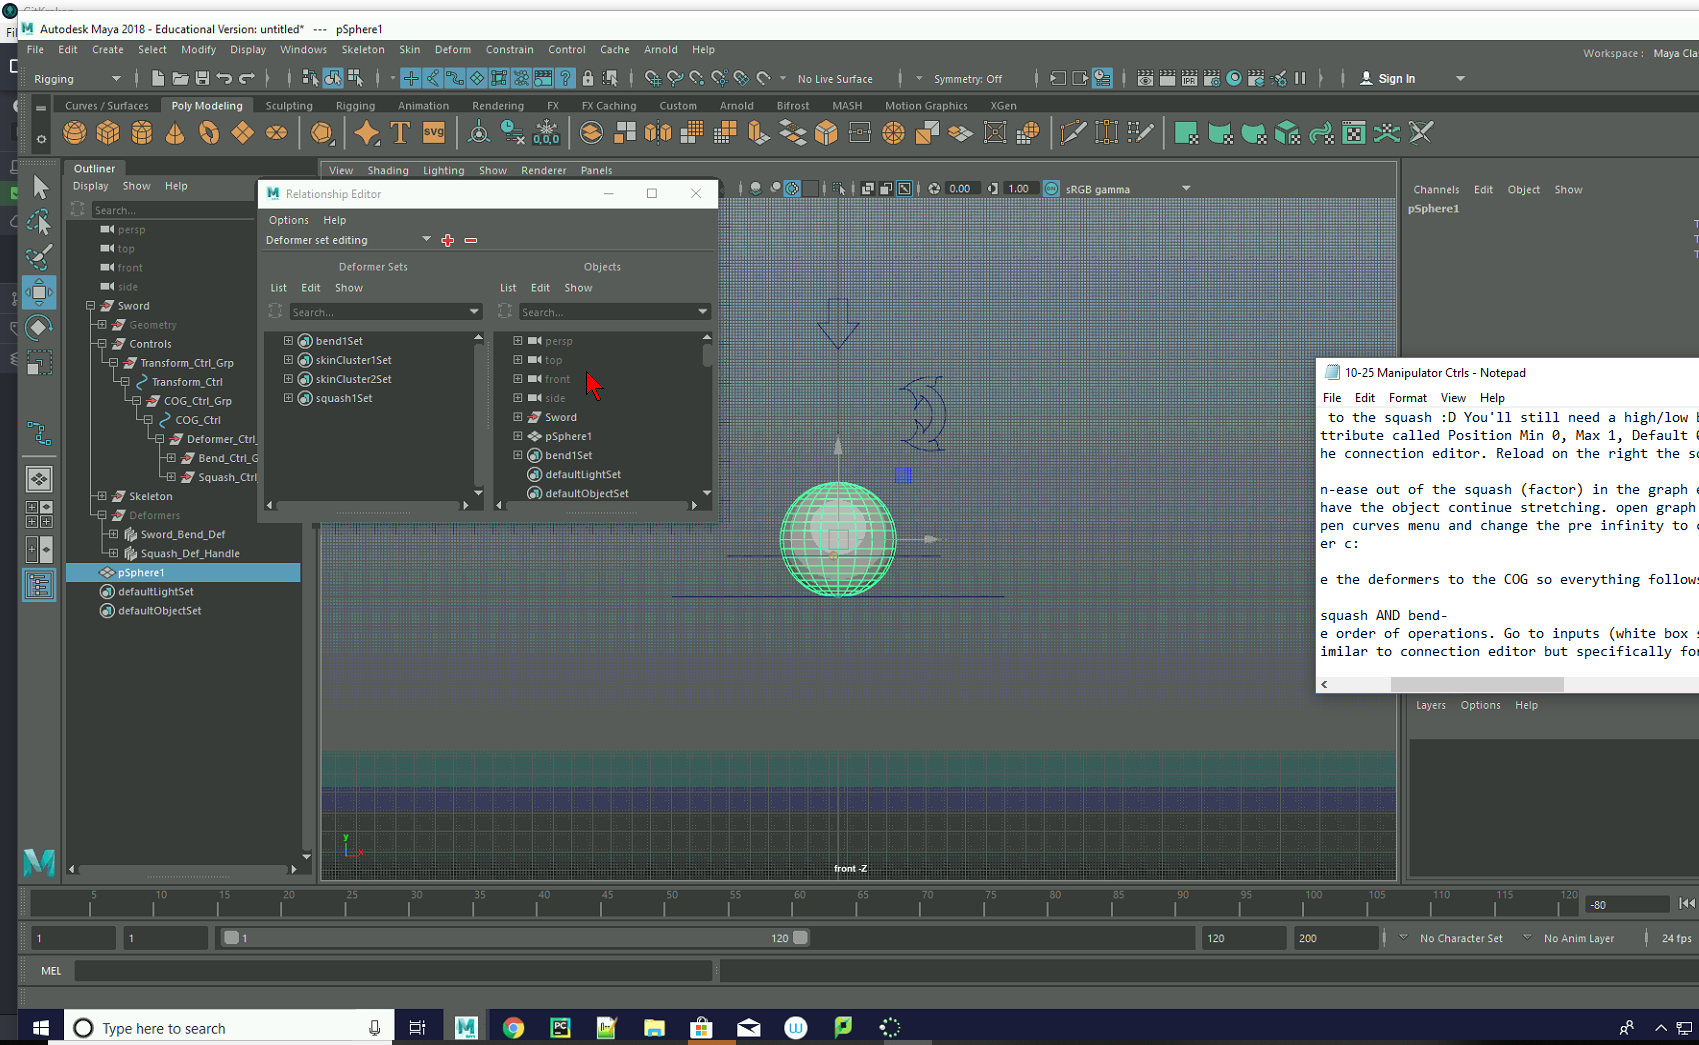 Autodesk Maya 2018 - Educational Version: untitled* --- pSphere1
File Edit Create Select Modify Display Windows Skeleton Skin Deform Constrain Control Cache Arnold Help
Workspace : Maya Cla
Rigging
No Live Surface
Symmetry: Off
Sign In
Curves / Surfaces Poly Modeling Sculpting Rigging Animation Rendering FX FX Caching Custom Arnold Bifrost MASH Motion Graphics XGen
Outliner
Display Show Help
Search...
persp
top
front
side
Sword
Geometry
Controls
Transform_Ctrl_Grp
Transform_Ctrl
COG_Ctrl_Grp
COG_Ctrl
Deformer_Ctrl_
Bend_Ctrl_G
Squash_Ctrl
Skeleton
Deformers
Sword_Bend_Def
Squash_Def_Handle
pSphere1
defaultLightSet
defaultObjectSet
View Shading Lighting Show Renderer Panels
0.00
1.00
sRGB gamma
Relationship Editor
Options Help
Deformer set editing
Deformer Sets
List Edit Show
Search...
bend1Set
skinCluster1Set
skinCluster2Set
squash1Set
Objects
List Edit Show
Search...
persp
top
front
side
Sword
pSphere1
bend1Set
defaultLightSet
defaultObjectSet
y
x
front -Z
Channels Edit Object Show
pSphere1
10-25 Manipulator Ctrls - Notepad
File Edit Format View Help
to the squash :D You'll still need a high/low b
ttribute called Position Min 0, Max 1, Default 0
he connection editor. Reload on the right the sq
n-ease out of the squash (factor) in the graph e
have the object continue stretching. open graph
pen curves menu and change the pre infinity to c
er c:
e the deformers to the COG so everything follows
squash AND bend-
e order of operations. Go to inputs (white box s
imilar to connection editor but specifically for
Layers Options Help
5 10 15 20 25 30 35 40 45 50 55 60 65 70 75 80 85 90 95 100 105 110 115 120
-80
1
1
1
120
120
200
No Character Set
No Anim Layer
24 fps
MEL
Type here to search